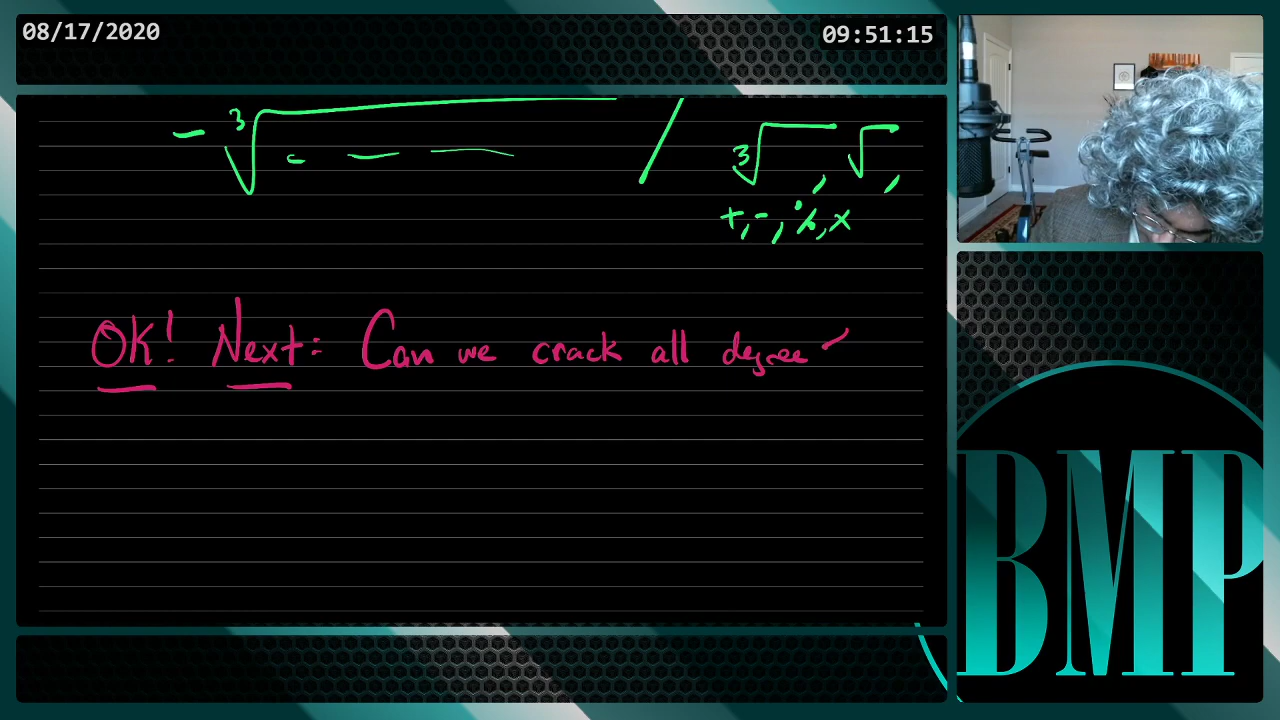 08/17/2020
09:51:15
- ∛ - — — / ∛ , √ ,
+, -, ÷, x
OK! Next: Can we crack all degree
BMP